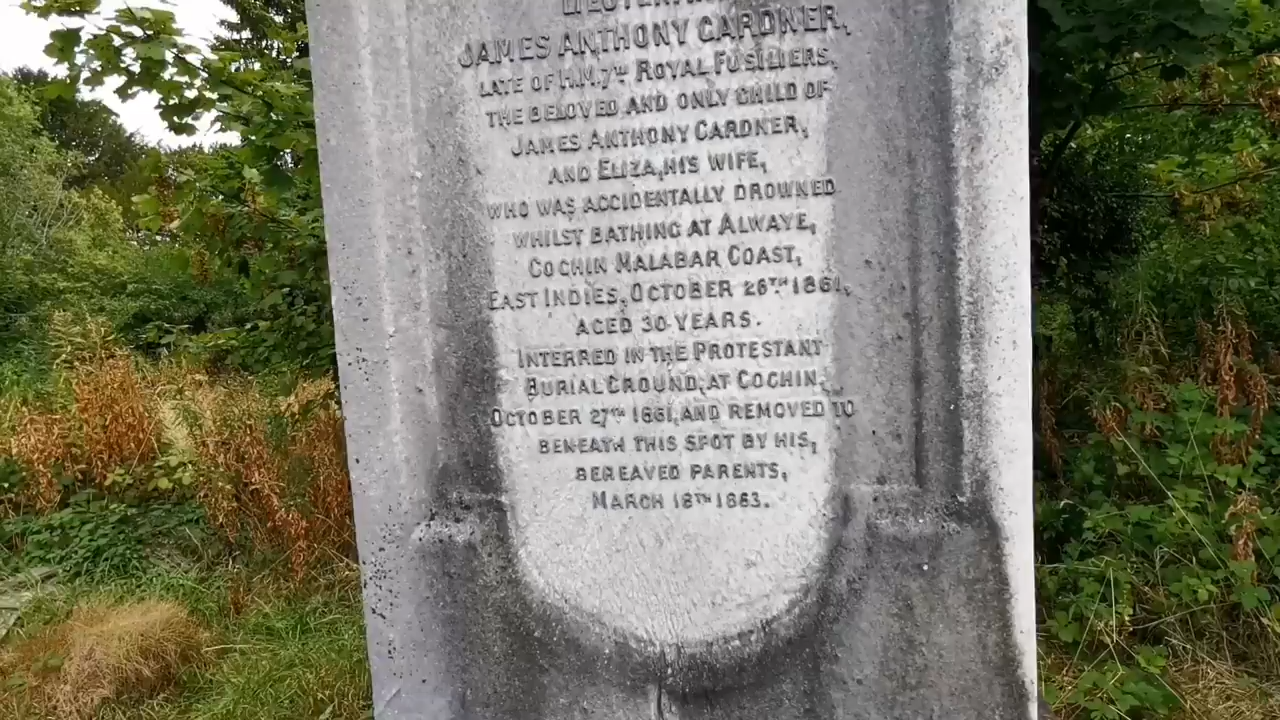 JAMES ANTHONY GARDNER,
LATE OF H.M. 7TH ROYAL FUSILIERS,
THE BELOVED AND ONLY CHILD OF
JAMES ANTHONY GARDNER,
AND ELIZA, HIS WIFE,
WHO WAS ACCIDENTALLY DROWNED
WHILST BATHING AT ALWAYE,
COCHIN MALABAR COAST,
EAST INDIES, OCTOBER 26TH 1861,
AGED 30 YEARS.
INTERRED IN THE PROTESTANT
BURIAL GROUND, AT COCHIN,
OCTOBER 27TH 1861, AND REMOVED TO
BENEATH THIS SPOT BY HIS,
BEREAVED PARENTS,
MARCH 18TH 1863.